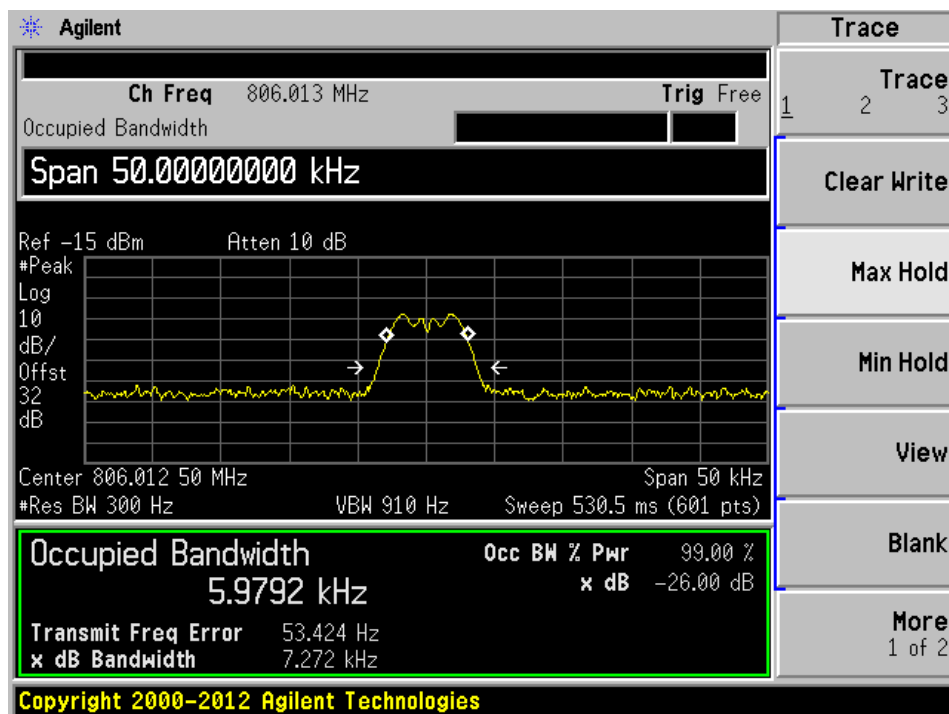 Agilent
Trace
Ch Freq 806.013 MHz Trig Free
Occupied Bandwidth
Span 50.00000000 kHz
Ref -15 dBm Atten 10 dB
#Peak
Log
10
dB/
Offst
32
dB
Center 806.012 50 MHz Span 50 kHz
#Res BW 300 Hz VBW 910 Hz Sweep 530.5 ms (601 pts)
Occupied Bandwidth Occ BW % Pwr 99.00 %
5.9792 kHz x dB -26.00 dB
Transmit Freq Error 53.424 Hz
x dB Bandwidth 7.272 kHz
Copyright 2000-2012 Agilent Technologies
Trace
1 2 3
Clear Write
Max Hold
Min Hold
View
Blank
More
1 of 2